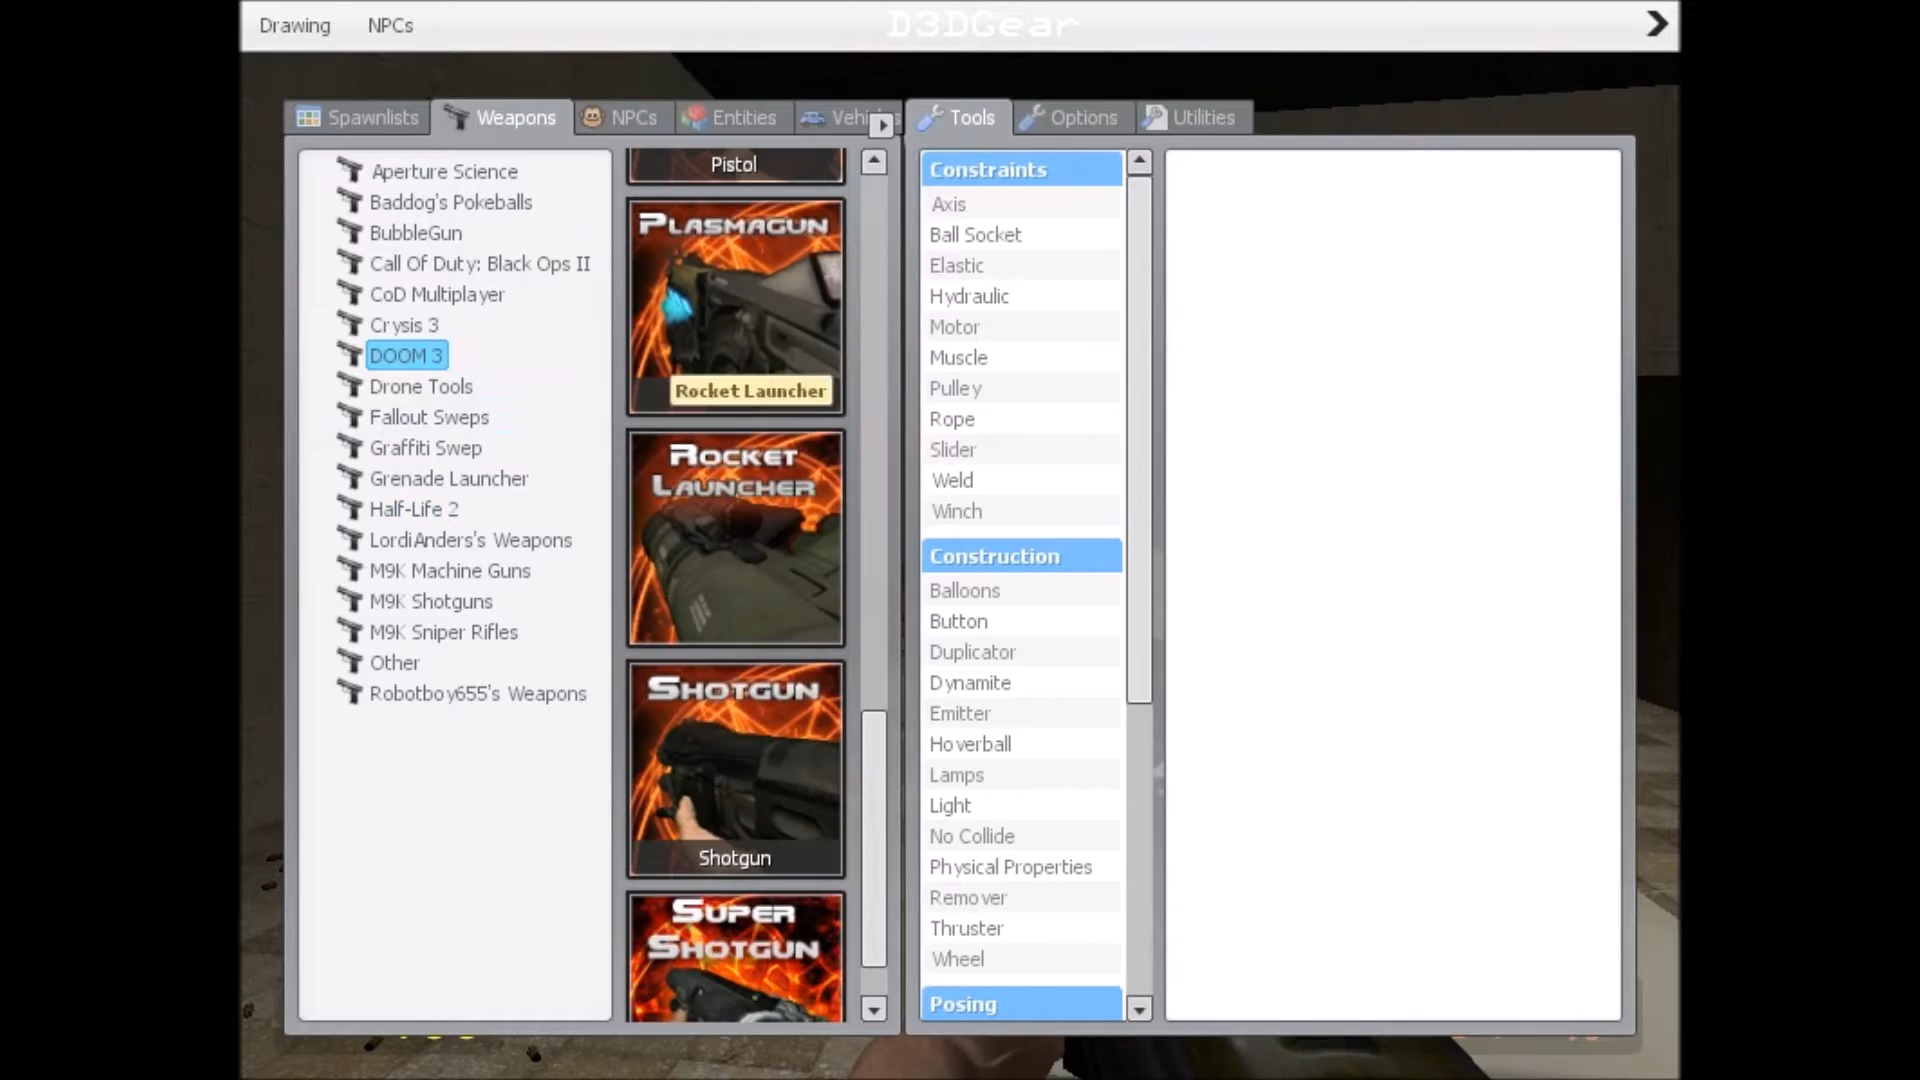 Drawing NPCs
D3DGear
Spawnlists Weapons NPCs Entities Vehi s
Tools Options Utilities
Aperture Science
Baddog's Pokeballs
BubbleGun
Call Of Duty: Black Ops II
CoD Multiplayer
Crysis 3
DOOM 3
Drone Tools
Fallout Sweps
Graffiti Swep
Grenade Launcher
Half-Life 2
LordiAnders's Weapons
M9K Machine Guns
M9K Shotguns
M9K Sniper Rifles
Other
Robotboy655's Weapons
Pistol
PLASMAGUN
Rocket Launcher
ROCKET
LAUNCHER
SHOTGUN
Shotgun
SUPER
SHOTGUN
Constraints
Axis
Ball Socket
Elastic
Hydraulic
Motor
Muscle
Pulley
Rope
Slider
Weld
Winch
Construction
Balloons
Button
Duplicator
Dynamite
Emitter
Hoverball
Lamps
Light
No Collide
Physical Properties
Remover
Thruster
Wheel
Posing